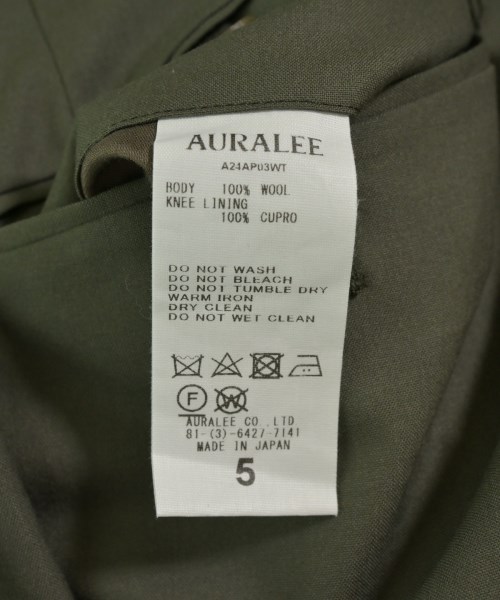 AURALEE
A24AP03WT
BODY 100% WOOL
KNEE LINING
100% CUPRO
DO NOT WASH
DO NOT BLEACH
DO NOT TUMBLE DRY
WARM IRON
DRY CLEAN
DO NOT WET CLEAN
F W
AURALEE CO.,LTD
81-(3)-6427-7141
MADE IN JAPAN
5